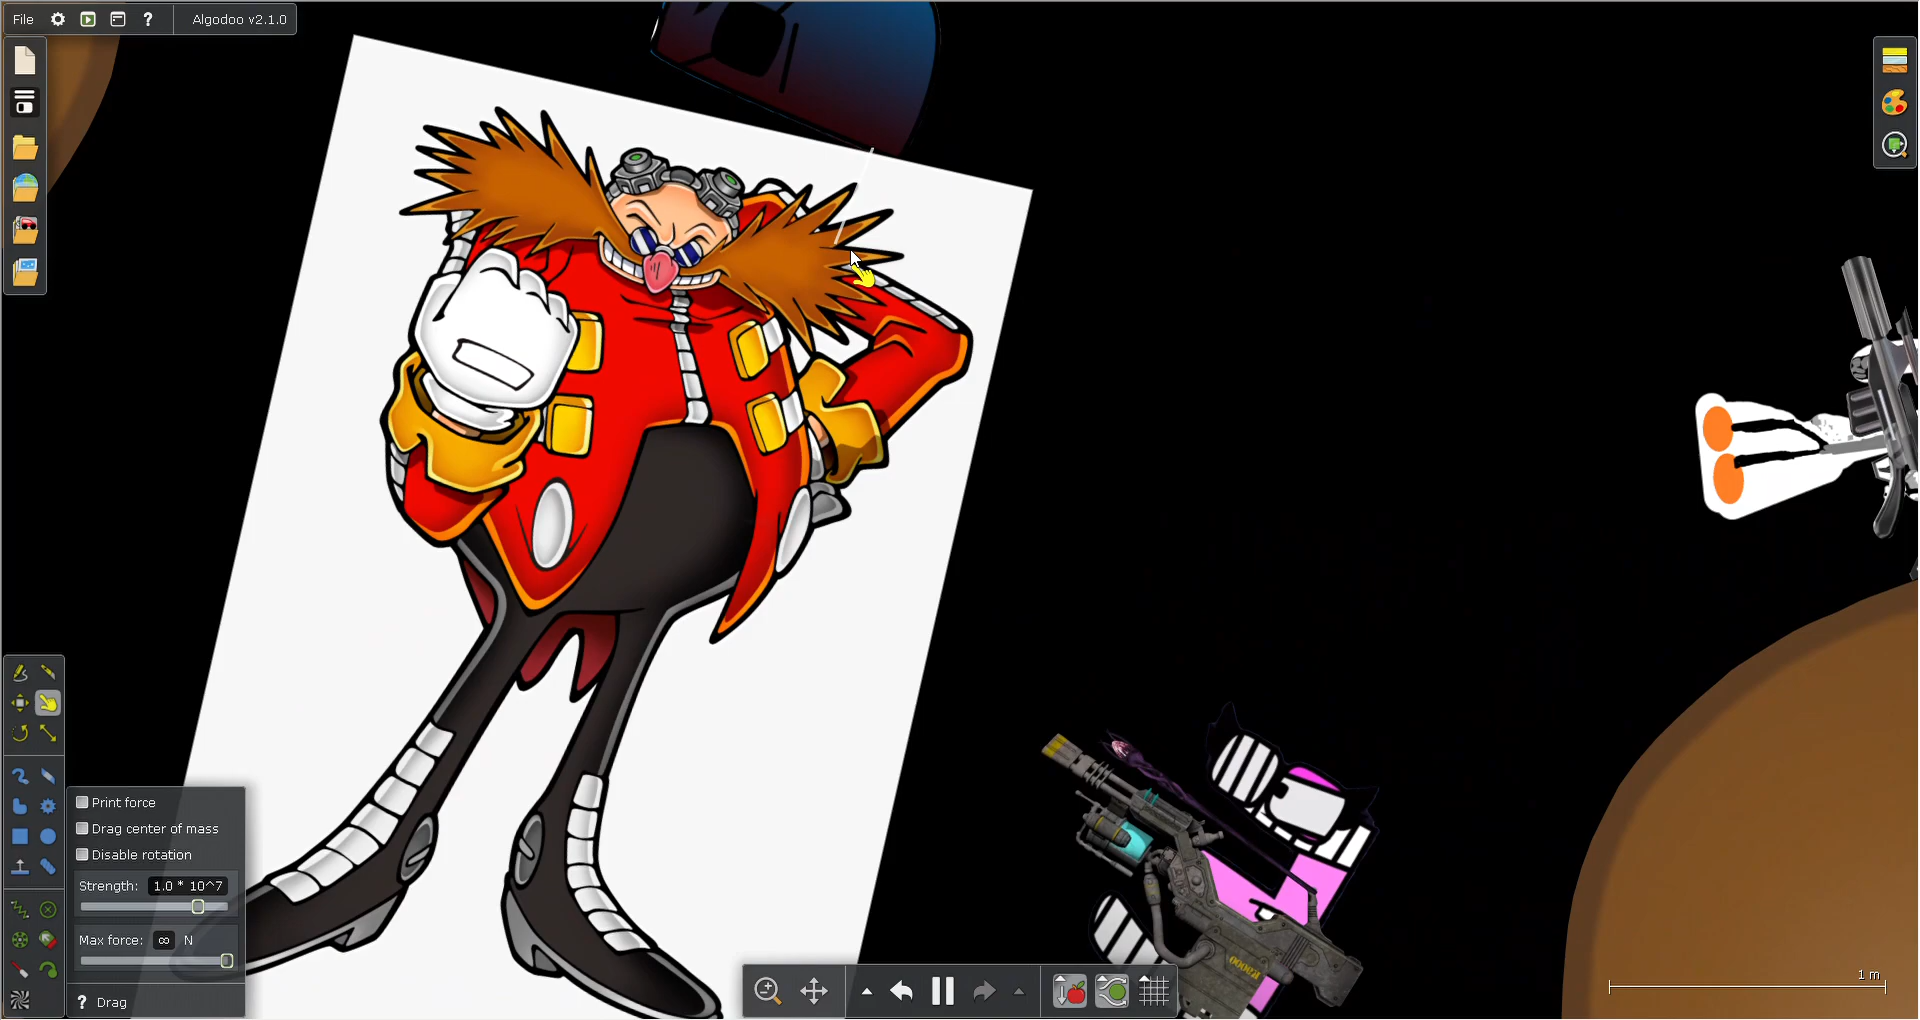 File ? Algodoo v2.1.0
Print force
Drag center of mass
Disable rotation
Strength: 1.0 * 10^7
Max force: ∞ N
? Drag
1 m